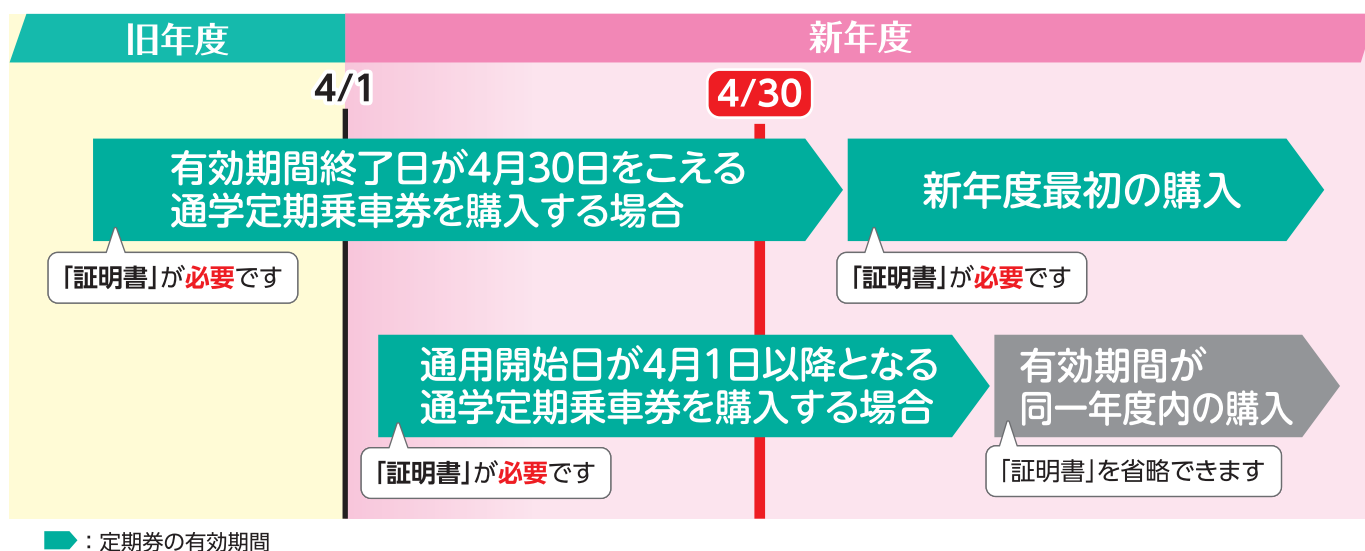 旧年度
新年度
4/1
4/30
有効期間終了日が4月30日をこえる
通学定期乗車券を購入する場合
新年度最初の購入
「証明書」が必要です
「証明書」が必要です
通用開始日が4月1日以降となる
通学定期乗車券を購入する場合
有効期間が
同一年度内の購入
「証明書」が必要です
「証明書」を省略できます
：定期券の有効期間